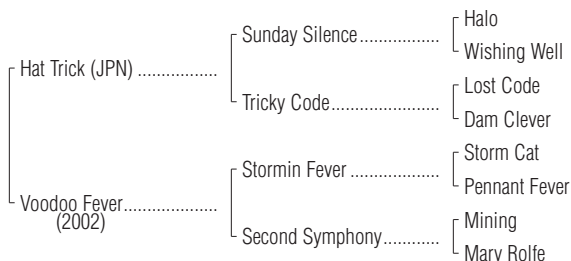 Halo
Sunday Silence
Wishing Well
Hat Trick (JPN)
Lost Code
Tricky Code
Dam Clever
Storm Cat
Stormin Fever
Pennant Fever
Voodoo Fever
(2002)
Mining
Second Symphony
Mary Rolfe